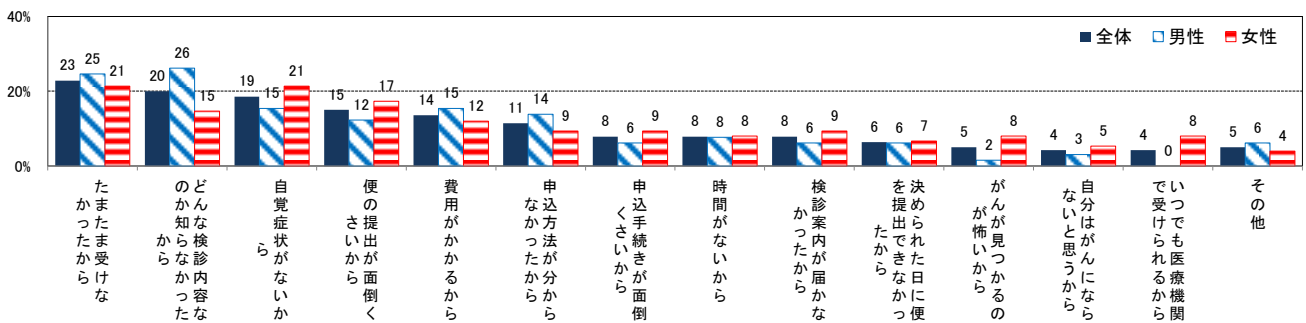 40%
20%
0%
全体 男性 女性
23 25 21
20 26 15
19 15 21
15 12 17
14 15 12
11 14 9
8 6 9
8 8 8
8 6 9
6 6 7
5 2 8
4 3 5
4 0 8
5 6 4
たまたま受けな
かったから
どんな検診内容な
のか知らなかった
から
自覚症状がないか
ら
便の提出が面倒く
さいから
費用がかかるから
申込方法が分から
なかったから
申込手続きが面倒
くさいから
時間がないから
検診案内が届かな
かったから
決められた日に便
を提出できなかっ
たから
がんが見つかるの
が怖いから
自分はがんになら
ないと思うから
いつでも医療機関
で受けられるから
その他